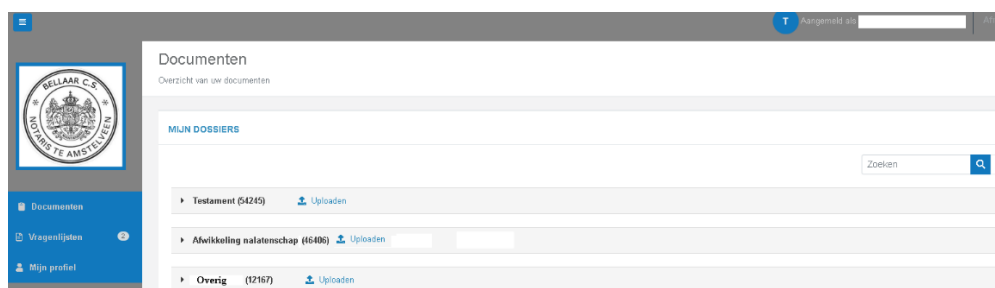 T Aangemeld als
Documenten
Overzicht van uw documenten
BELLAAR C.S.
NOTARIS TE AMSTELVEEN
MIJN DOSSIERS
Zoeken
Documenten
Vragenlijsten 2
Mijn profiel
Testament (54245) Uploaden
Afwikkeling nalatenschap (46406) Uploaden
Overig (12167) Uploaden